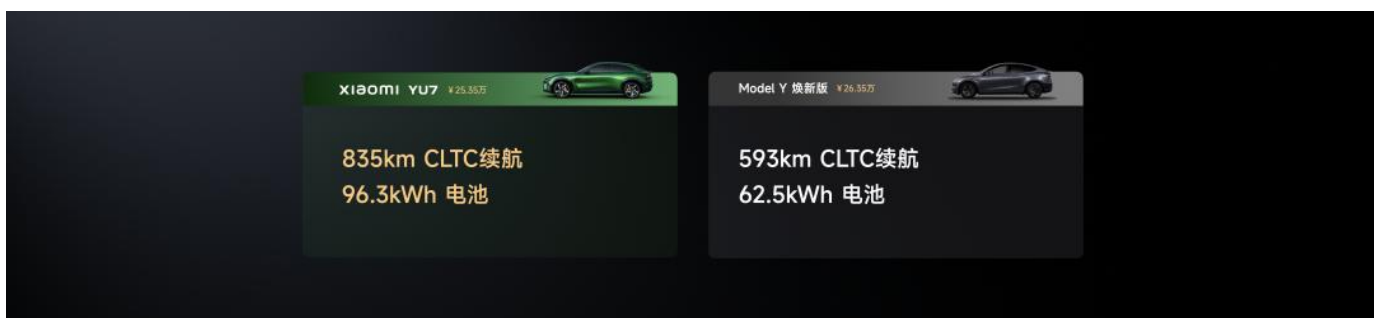 XIAOMI YU7 ¥25.35万
835km CLTC续航
96.3kWh 电池
Model Y 焕新版 ¥26.35万
593km CLTC续航
62.5kWh 电池